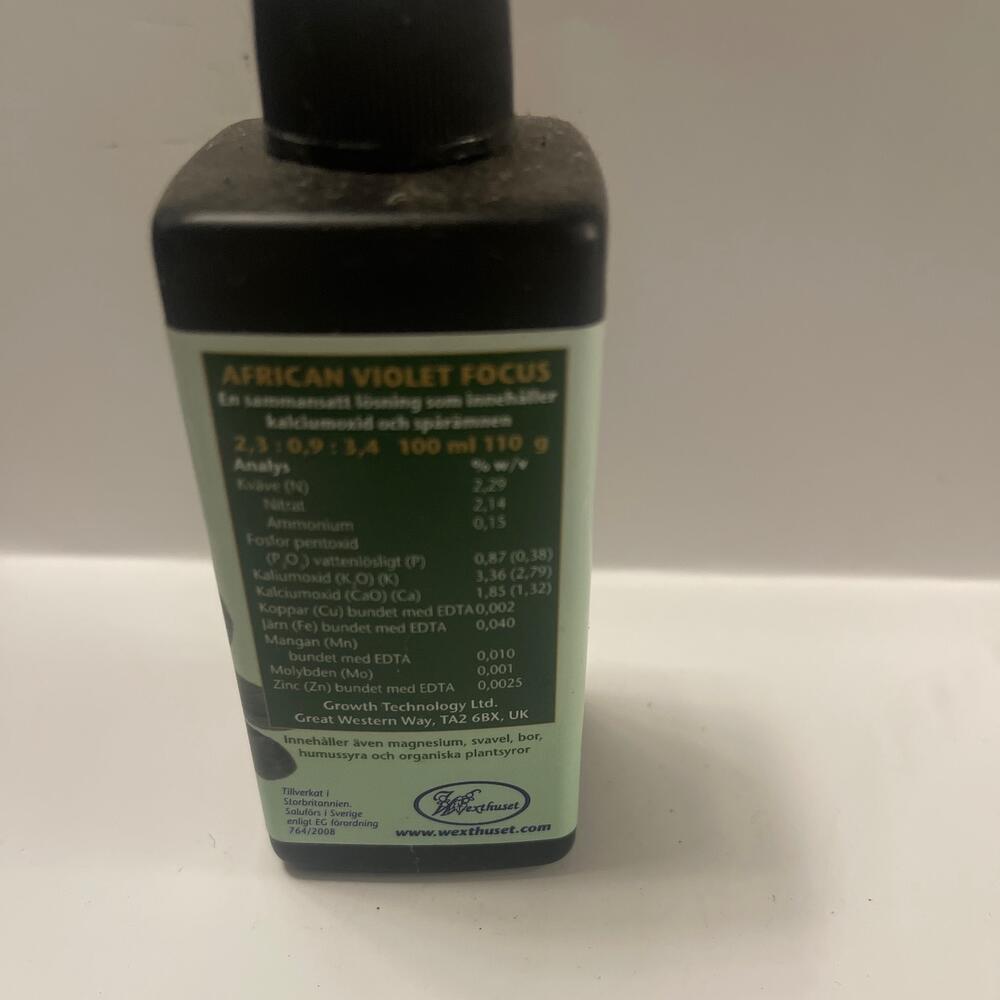 AFRICAN VIOLET FOCUS
En sammansatt lösning som innehåller
kalciumoxid och spårämnen
2,3 : 0,9 : 3,4 100 ml 110 g
Analys % w/v
Kväve (N) 2,29
Nitrat 2,14
Ammonium 0,15
Fosfor pentoxid
(P₂O₅) vattenlösligt (P) 0,87 (0,38)
Kaliumoxid (K₂O) (K) 3,36 (2,79)
Kalciumoxid (CaO) (Ca) 1,85 (1,32)
Koppar (Cu) bundet med EDTA 0,002
Järn (Fe) bundet med EDTA 0,040
Mangan (Mn)
bundet med EDTA 0,010
Molybden (Mo) 0,001
Zinc (Zn) bundet med EDTA 0,0025
Growth Technology Ltd.
Great Western Way, TA2 6BX, UK
Innehåller även magnesium, svavel, bor,
humussyra och organiska plantsyror
Tillverkat i
Storbritannien.
Saluförs i Sverige
enligt EG förordning
764/2008
Wexthuset
www.wexthuset.com